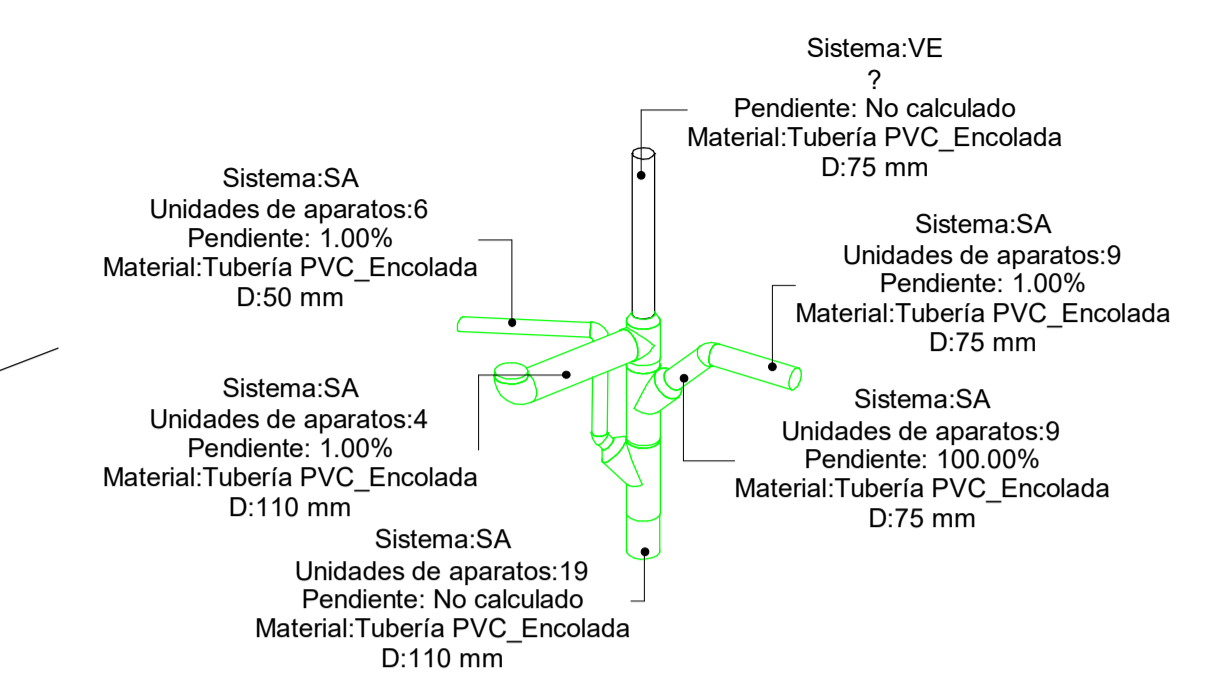 Sistema:VE
?
Pendiente: No calculado
Material:Tubería PVC_Encolada
D:75 mm
Sistema:SA
Unidades de aparatos:6
Pendiente: 1.00%
Material:Tubería PVC_Encolada
D:50 mm
Sistema:SA
Unidades de aparatos:9
Pendiente: 1.00%
Material:Tubería PVC_Encolada
D:75 mm
Sistema:SA
Unidades de aparatos:4
Pendiente: 1.00%
Material:Tubería PVC_Encolada
D:110 mm
Sistema:SA
Unidades de aparatos:9
Pendiente: 100.00%
Material:Tubería PVC_Encolada
D:75 mm
Sistema:SA
Unidades de aparatos:19
Pendiente: No calculado
Material:Tubería PVC_Encolada
D:110 mm